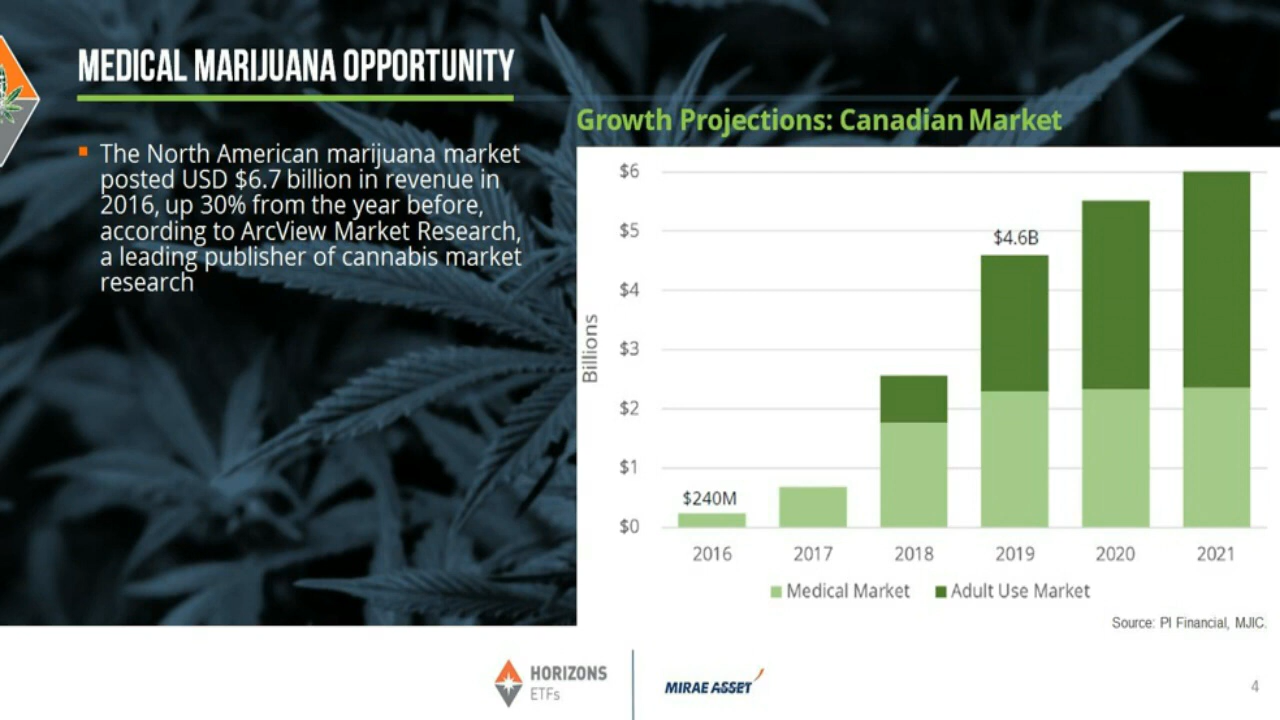 MEDICAL MARIJUANA OPPORTUNITY
The North American marijuana market
posted USD $6.7 billion in revenue in
2016, up 30% from the year before,
according to ArcView Market Research,
a leading publisher of cannabis market
research
Growth Projections: Canadian Market
Billions
$6
$5
$4
$3
$2
$1
$0
$240M
$4.6B
2016 2017 2018 2019 2020 2021
Medical Market Adult Use Market
Source: PI Financial, MJIC.
HORIZONS
ETFs
MIRAE ASSET
4